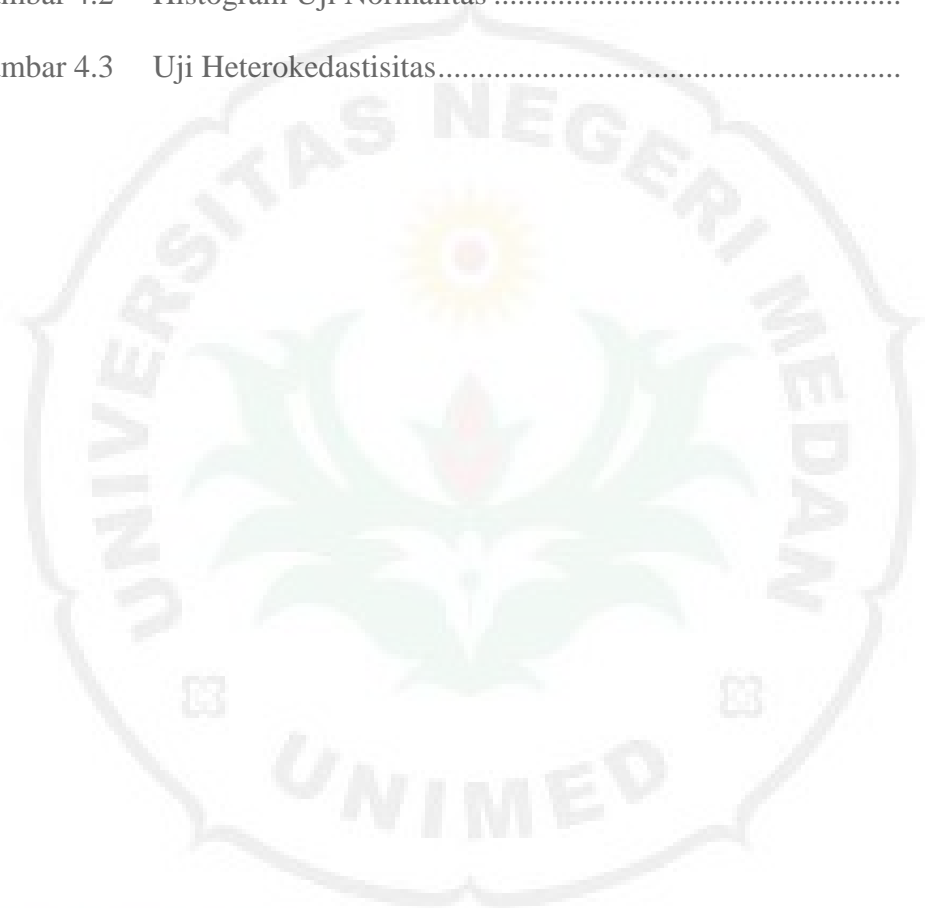 mbar 4.2 Histogram Uji Normalitas ....................................................
mbar 4.3 Uji Heterokedastisitas..........................................................
UNIVERSITAS NEGERI MEDAN
UNIMED